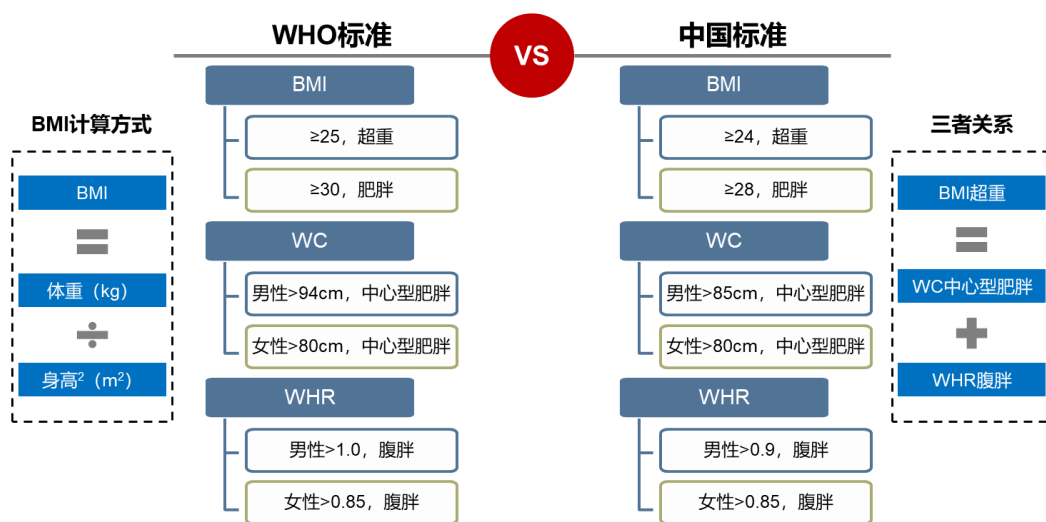 WHO标准
VS
中国标准
BMI计算方式
BMI
=
体重（kg）
÷
身高²（m²）
BMI
≥25，超重
≥30，肥胖
WC
男性>94cm，中心型肥胖
女性>80cm，中心型肥胖
WHR
男性>1.0，腹胖
女性>0.85，腹胖
BMI
≥24，超重
≥28，肥胖
WC
男性>85cm，中心型肥胖
女性>80cm，中心型肥胖
WHR
男性>0.9，腹胖
女性>0.85，腹胖
三者关系
BMI超重
=
WC中心型肥胖
+
WHR腹胖